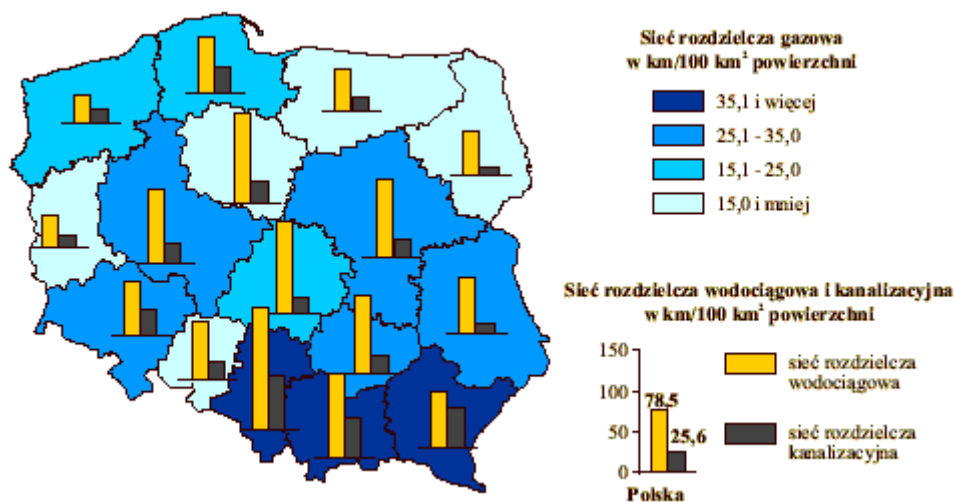 Sieć rozdzielcza gazowa
w km/100 km² powierzchni
35,1 i więcej
25,1 - 35,0
15,1 - 25,0
15,0 i mniej
Sieć rozdzielcza wodociągowa i kanalizacyjna
w km/100 km² powierzchni
150
100
50
0
78,5
25,6
Polska
sieć rozdzielcza
wodociągowa
sieć rozdzielcza
kanalizacyjna